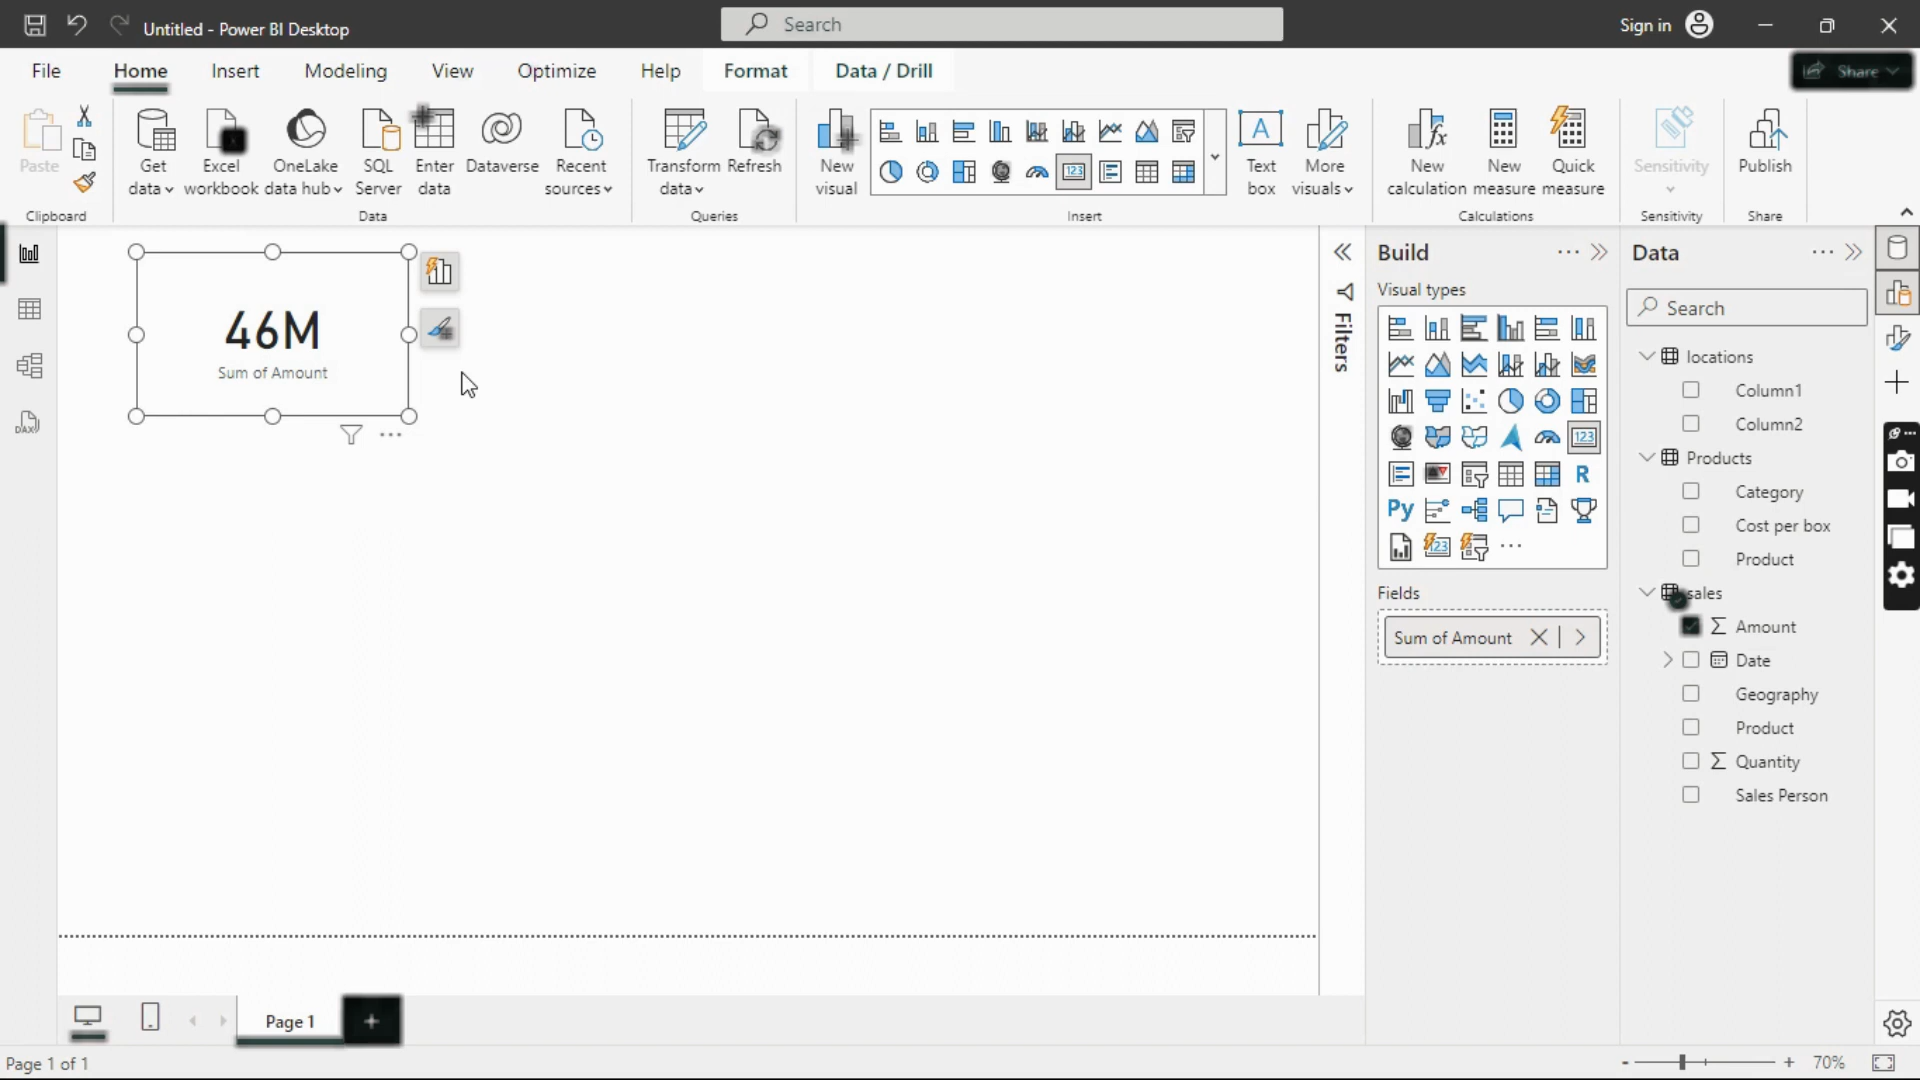 Untitled - Power BI Desktop
Search
Sign in
File
Home
Insert
Modeling
View
Optimize
Help
Format
Data / Drill
Share
Paste
Get data
Excel workbook
OneLake data hub
SQL Server
Enter data
Dataverse
Recent sources
Transform data
Refresh
New visual
Text box
More visuals
New calculation
New measure
Quick measure
Sensitivity
Publish
Clipboard
Data
Queries
Insert
Calculations
Sensitivity
Share
46M
Sum of Amount
DAX
Filters
Build
Visual types
123
R
Py
123
Fields
Sum of Amount
Data
Search
locations
Column1
Column2
Products
Category
Cost per box
Product
sales
Amount
Date
Geography
Product
Quantity
Sales Person
Page 1
Page 1 of 1
70%